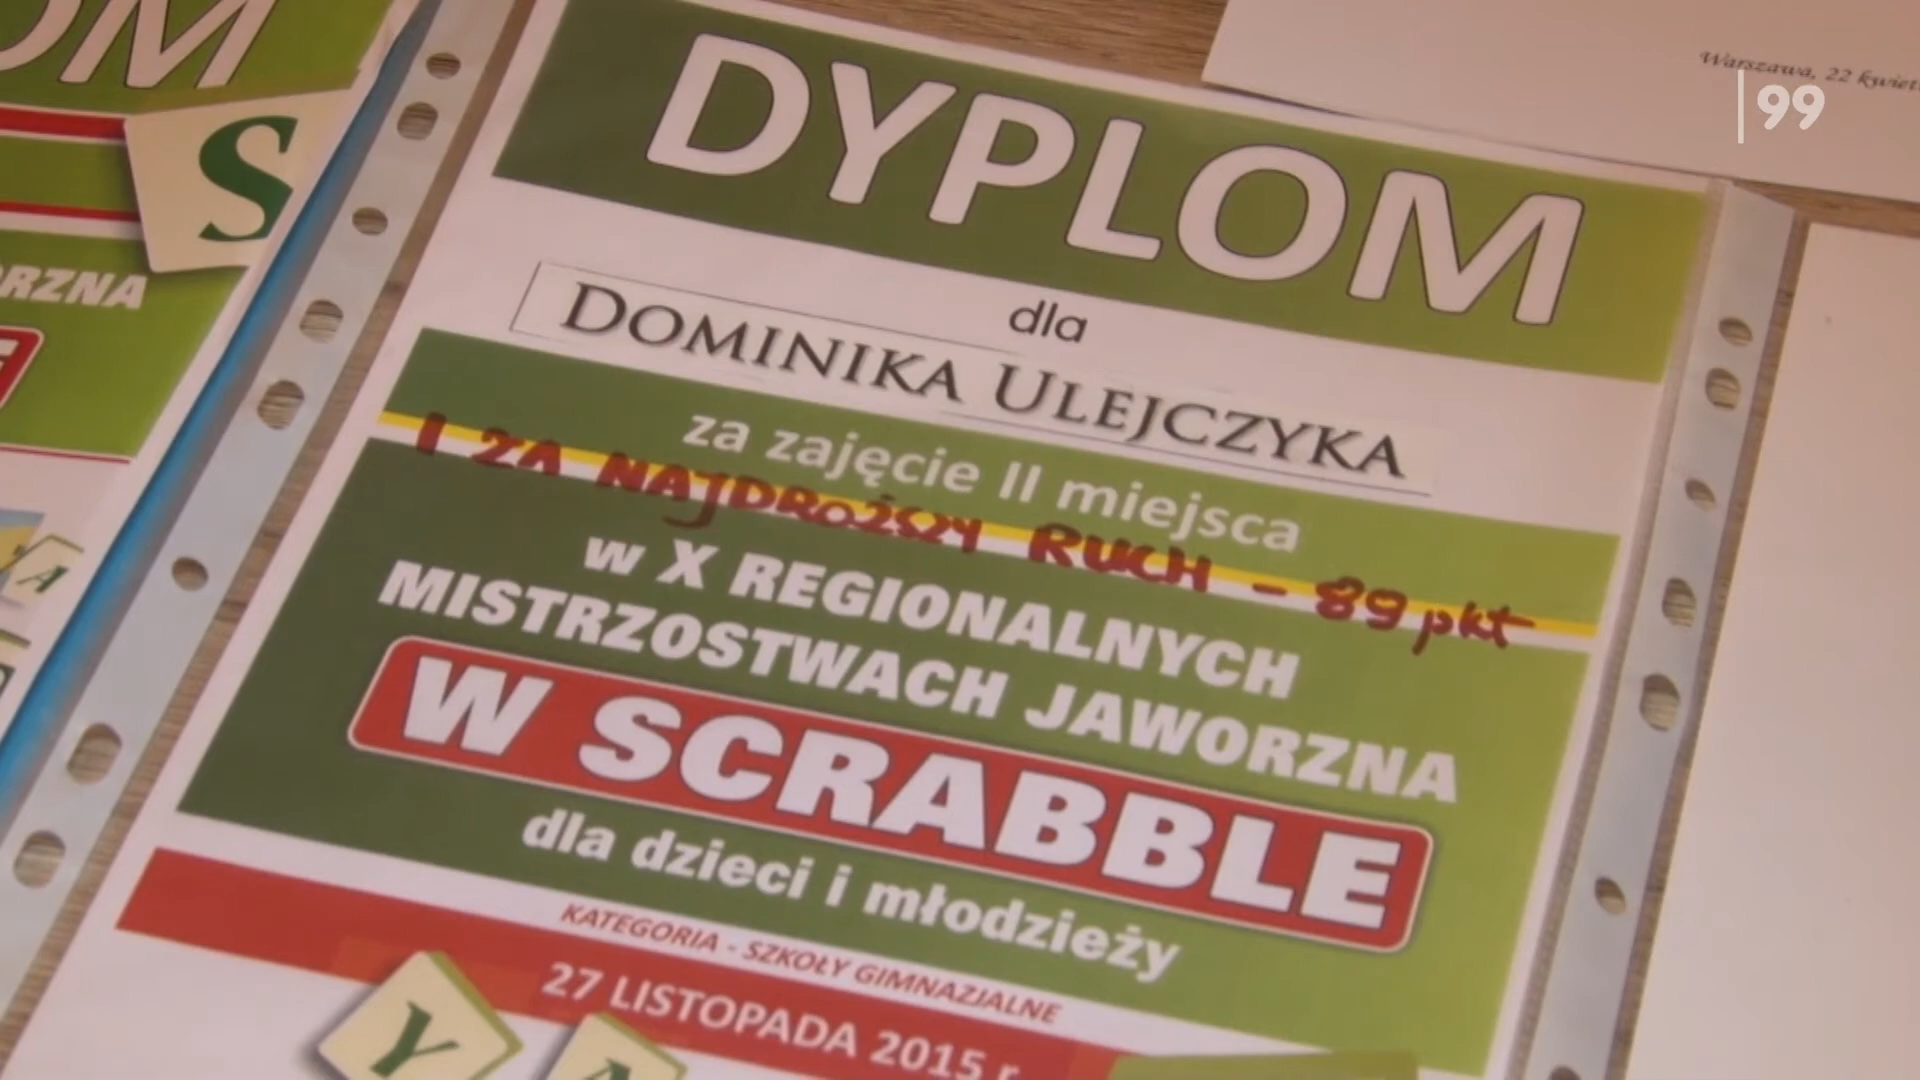 DYPLOM
dla
DOMINIKA ULEJCZYKA
za zajęcie II miejsca
I ZA NAJDROŻSZY RUCH - 89 pkt
w X REGIONALNYCH
MISTRZOSTWACH JAWORZNA
W SCRABBLE
dla dzieci i młodzieży
KATEGORIA - SZKOŁY GIMNAZJALNE
27 LISTOPADA 2015 r.
Y
A
S
A
Warszawa, 22
99